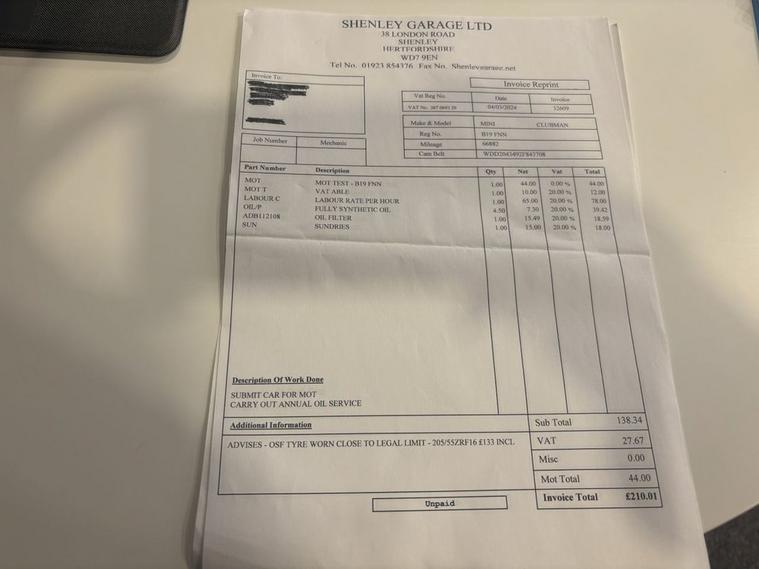 SHENLEY GARAGE LTD
38 LONDON ROAD
SHENLEY
HERTFORDSHIRE
WD7 9EN
Tel No. 01923 854376 Fax No. Shenleygarage.net
Invoice To:
Invoice Reprint
Vat Reg No. Date Invoice
VAT No. 04/03/2024 52609
Make & Model MINI CLUBMAN
Reg No. B19 FNN
Mileage 66882
Cam Belt
Job Number Mechanic
Part Number Description Qty Net Vat Total
MOT MOT TEST - B19 FNN 1.00 44.00 0.00 % 44.00
MOT T VAT ABLE 1.00 10.00 20.00 % 12.00
LABOUR C LABOUR RATE PER HOUR 1.00 65.00 20.00 % 78.00
OIL/P FULLY SYNTHETIC OIL 4.50 7.30 20.00 % 39.42
ADB112108 OIL FILTER 1.00 15.49 20.00 % 18.59
SUN SUNDRIES 1.00 15.00 20.00 % 18.00
Description Of Work Done
SUBMIT CAR FOR MOT
CARRY OUT ANNUAL OIL SERVICE
Additional Information
ADVISES - OSF TYRE WORN CLOSE TO LEGAL LIMIT - 205/55ZRF16 £133 INCL
Sub Total 138.34
VAT 27.67
Misc 0.00
Mot Total 44.00
Invoice Total £210.01
Unpaid